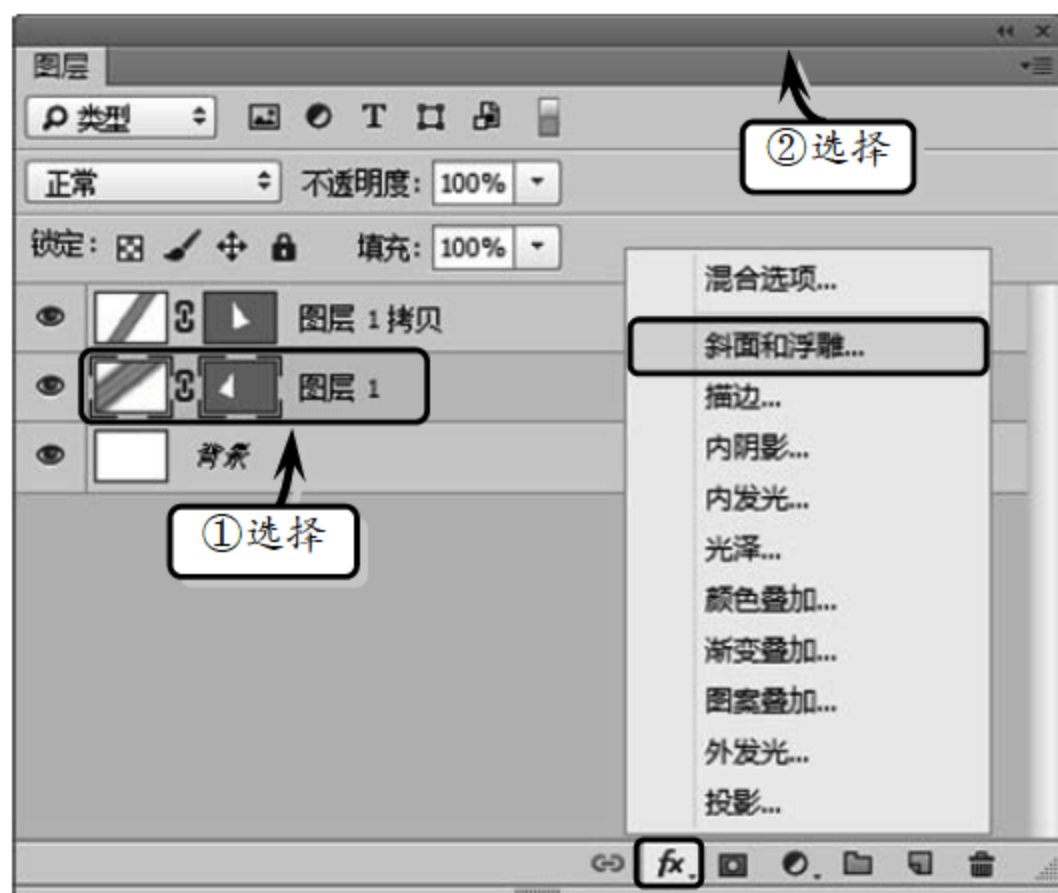 图层
类型 T
②选择
正常 不透明度: 100%
锁定: 填充: 100%
图层 1 拷贝
图层 1
背景
①选择
混合选项...
斜面和浮雕...
描边...
内阴影...
内发光...
光泽...
颜色叠加...
渐变叠加...
图案叠加...
外发光...
投影...
fx